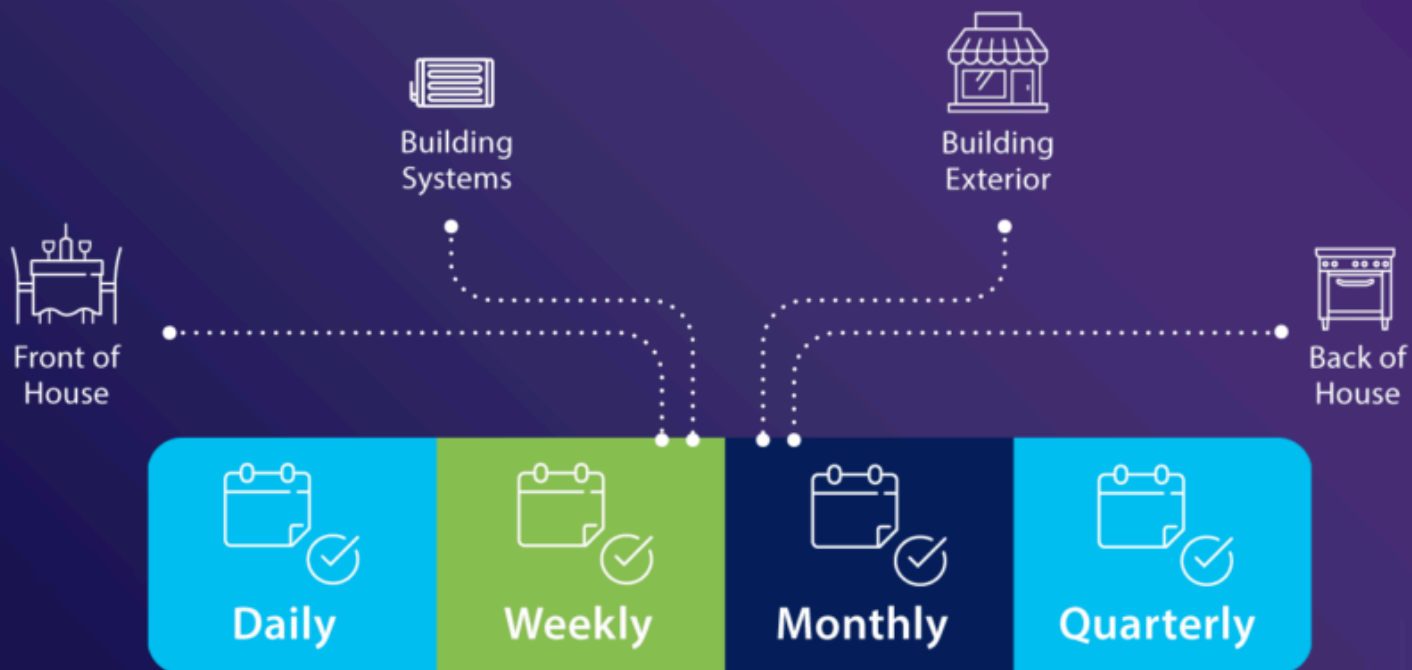 Building
Systems
Building
Exterior
Front of
House
Back of
House
Daily
Weekly
Monthly
Quarterly